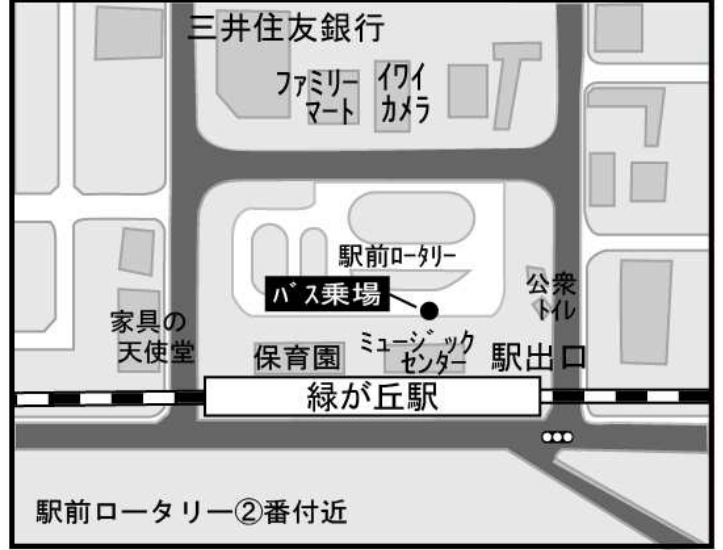 三井住友銀行
ファミリー
マート
イワイ
カメラ
駅前ロータリー
バス乗場
公衆
トイレ
家具の
天使堂
保育園
ミュージック
センター
駅出口
緑が丘駅
駅前ロータリー②番付近